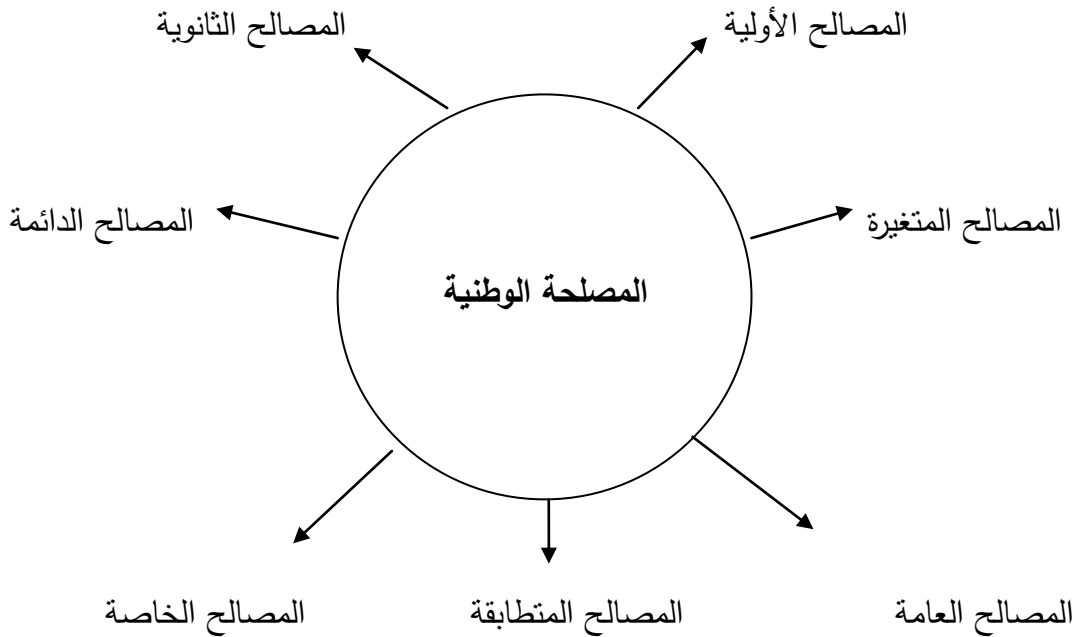 المصالح الأولية
المصالح الثانوية
المصالح المتغيرة
المصالح الدائمة
المصلحة الوطنية
المصالح العامة
المصالح المتطابقة
المصالح الخاصة